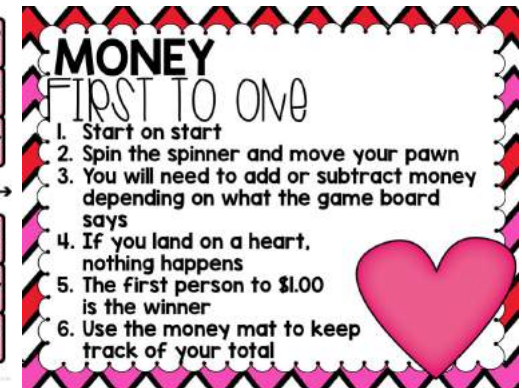 MONEY
FIRST TO ONE
1. Start on start
2. Spin the spinner and move your pawn
3. You will need to add or subtract money
depending on what the game board
says
4. If you land on a heart,
nothing happens
5. The first person to $1.00
is the winner
6. Use the money mat to keep
track of your total